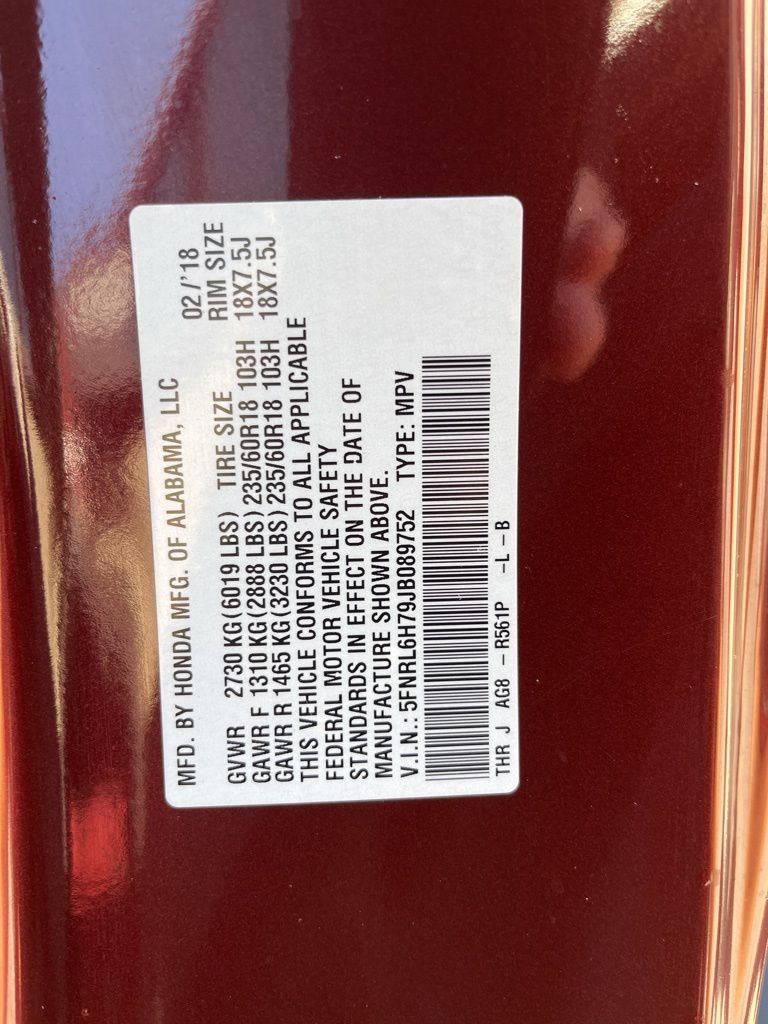 MFD. BY HONDA MFG. OF ALABAMA, LLC 02/'18
GVWR 2730 KG(6019 LBS) TIRE SIZE RIM SIZE
GAWR F 1310 KG(2888 LBS)235/60R18 103H 18X7.5J
GAWR R 1465 KG(3230 LBS)235/60R18 103H 18X7.5J
THIS VEHICLE CONFORMS TO ALL APPLICABLE
FEDERAL MOTOR VEHICLE SAFETY
STANDARDS IN EFFECT ON THE DATE OF
MANUFACTURE SHOWN ABOVE.
V.I.N.: 5FNRL6H79JB089752 TYPE: MPV
THR J AG8 - R561P -L-B